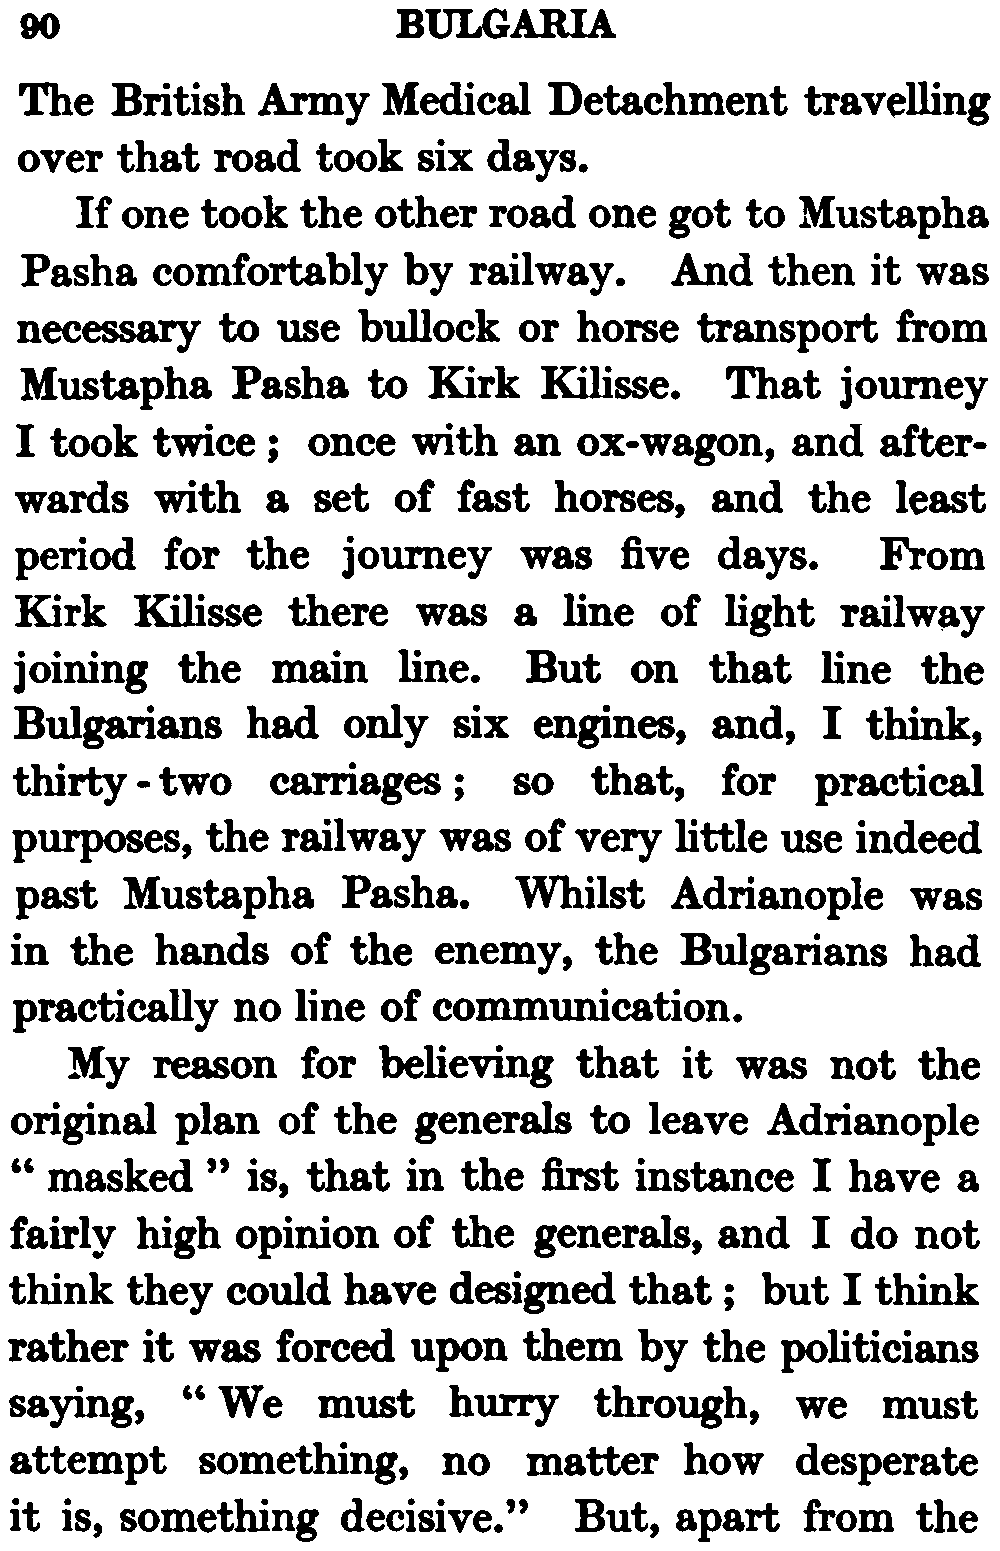 90 BULGARIA
The British Army Medical Detachment travelling
over that road took six days.
If one took the other road one got to Mustapha
Pasha comfortably by railway. And then it was
necessary to use bullock or horse transport from
Mustapha Pasha to Kirk Kilisse. That journey
I took twice ; once with an ox-wagon, and after-
wards with a set of fast horses, and the least
period for the journey was five days. From
Kirk Kilisse there was a line of light railway
joining the main line. But on that line the
Bulgarians had only six engines, and, I think,
thirty-two carriages ; so that, for practical
purposes, the railway was of very little use indeed
past Mustapha Pasha. Whilst Adrianople was
in the hands of the enemy, the Bulgarians had
practically no line of communication.
My reason for believing that it was not the
original plan of the generals to leave Adrianople
“ masked ” is, that in the first instance I have a
fairly high opinion of the generals, and I do not
think they could have designed that ; but I think
rather it was forced upon them by the politicians
saying, “ We must hurry through, we must
attempt something, no matter how desperate
it is, something decisive.” But, apart from the